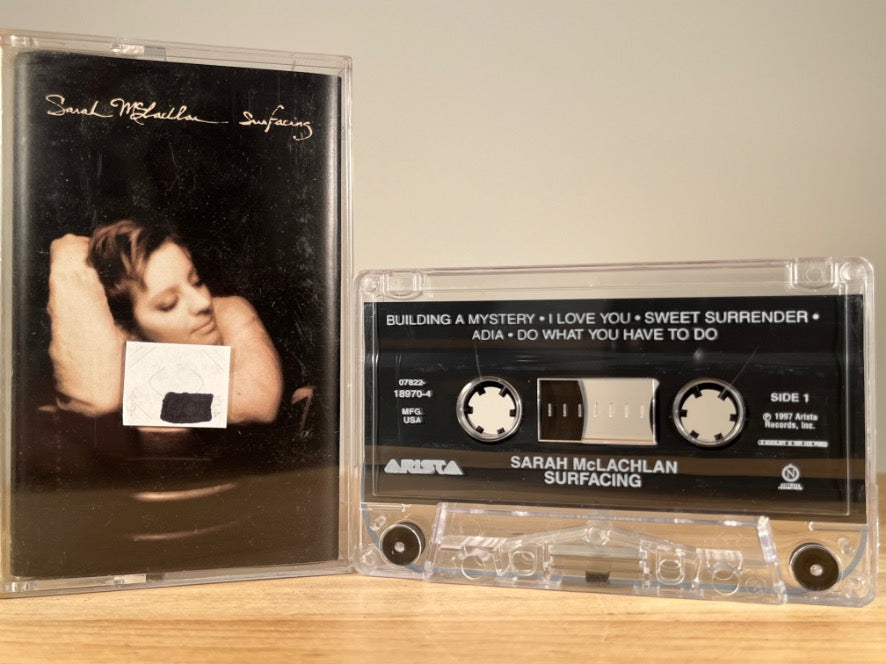 Sarah McLachlan Surfacing
BUILDING A MYSTERY • I LOVE YOU • SWEET SURRENDER •
ADIA • DO WHAT YOU HAVE TO DO
07822-
18970-4
MFG.
USA
SIDE 1
℗ 1997 Arista
Records, Inc.
ARISTA
SARAH McLACHLAN
SURFACING
N